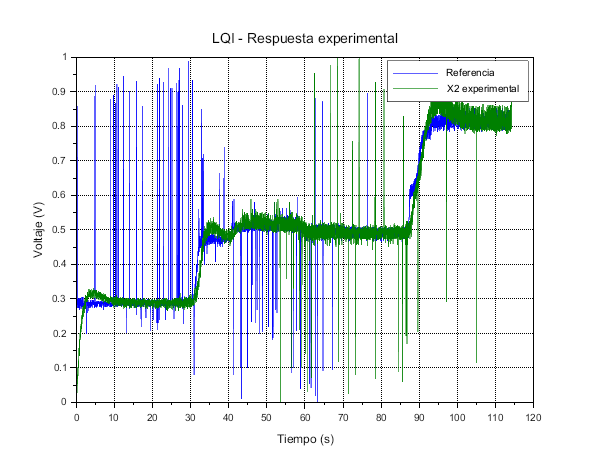 LQI - Respuesta experimental
Referencia
X2 experimental
Voltaje (V)
1
0.9
0.8
0.7
0.6
0.5
0.4
0.3
0.2
0.1
0
0 10 20 30 40 50 60 70 80 90 100 110 120
Tiempo (s)